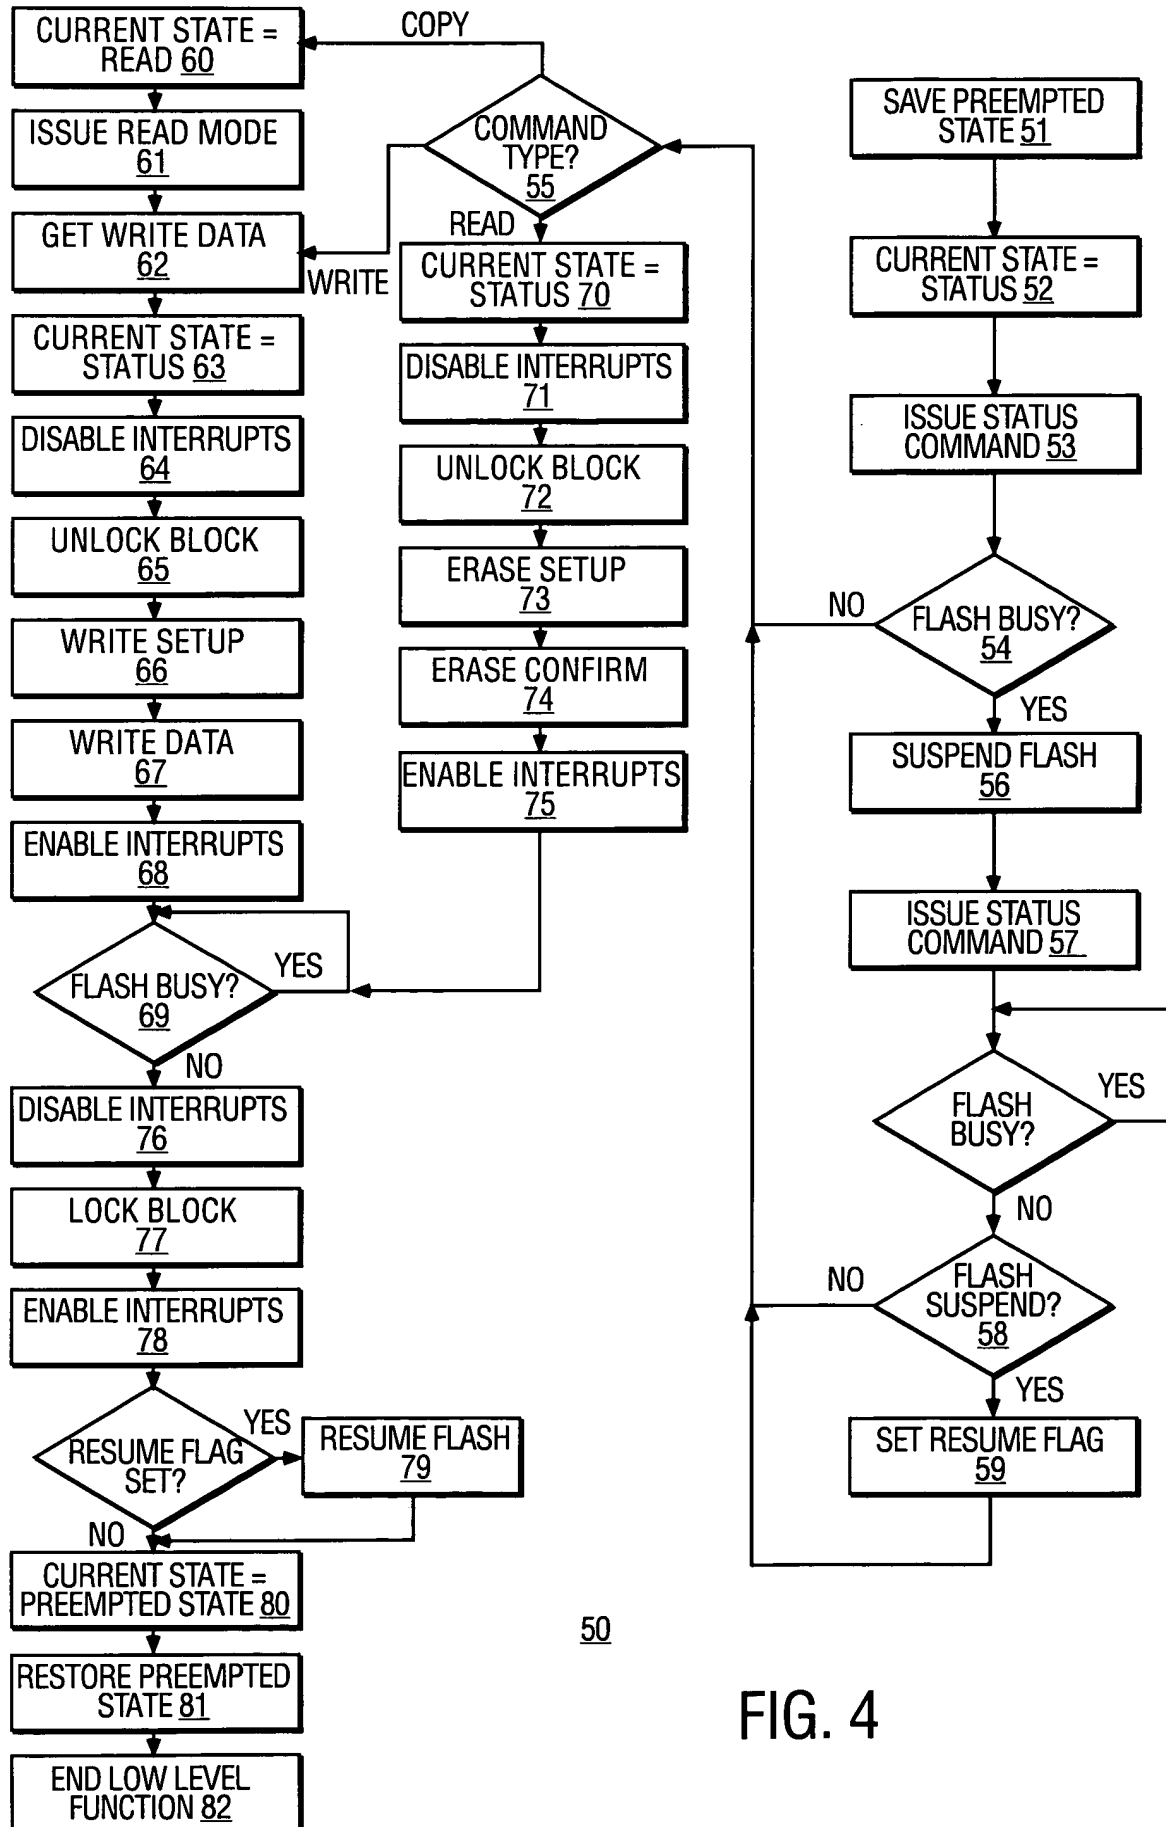 COPY
CURRENT STATE =
READ 60
ISSUE READ MODE
61
GET WRITE DATA
62
CURRENT STATE =
STATUS 63
DISABLE INTERRUPTS
64
UNLOCK BLOCK
65
WRITE SETUP
66
WRITE DATA
67
ENABLE INTERRUPTS
68
FLASH BUSY?
69
YES
NO
DISABLE INTERRUPTS
76
LOCK BLOCK
77
ENABLE INTERRUPTS
78
RESUME FLAG
SET?
YES
RESUME FLASH
79
NO
CURRENT STATE =
PREEMPTED STATE 80
RESTORE PREEMPTED
STATE 81
END LOW LEVEL
FUNCTION 82
COMMAND
TYPE?
55
READ
WRITE
CURRENT STATE =
STATUS 70
DISABLE INTERRUPTS
71
UNLOCK BLOCK
72
ERASE SETUP
73
ERASE CONFIRM
74
ENABLE INTERRUPTS
75
SAVE PREEMPTED
STATE 51
CURRENT STATE =
STATUS 52
ISSUE STATUS
COMMAND 53
NO
FLASH BUSY?
54
YES
SUSPEND FLASH
56
ISSUE STATUS
COMMAND 57
FLASH
BUSY?
YES
NO
NO
FLASH
SUSPEND?
58
YES
SET RESUME FLAG
59
50
FIG. 4